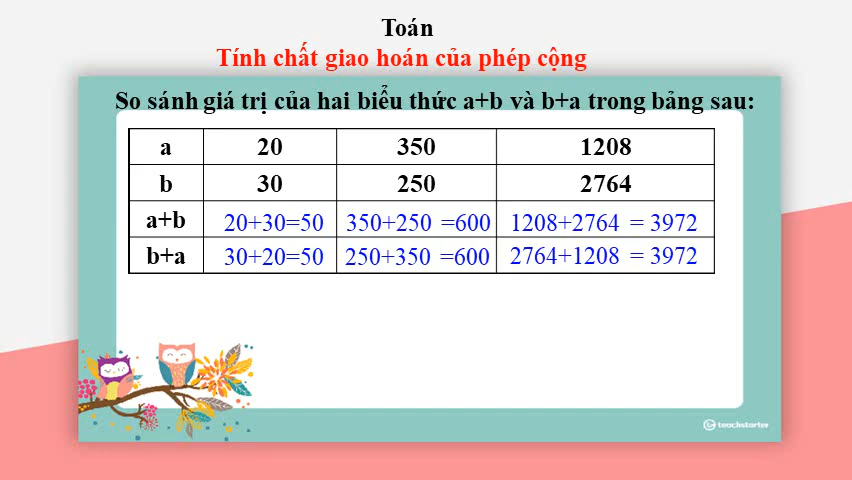 Toán
Tính chất giao hoán của phép cộng
So sánh giá trị của hai biểu thức a+b và b+a trong bảng sau:
a 20 350 1208
b 30 250 2764
a+b 20+30=50 350+250 =600 1208+2764 = 3972
b+a 30+20=50 250+350 =600 2764+1208 = 3972
teachstarter